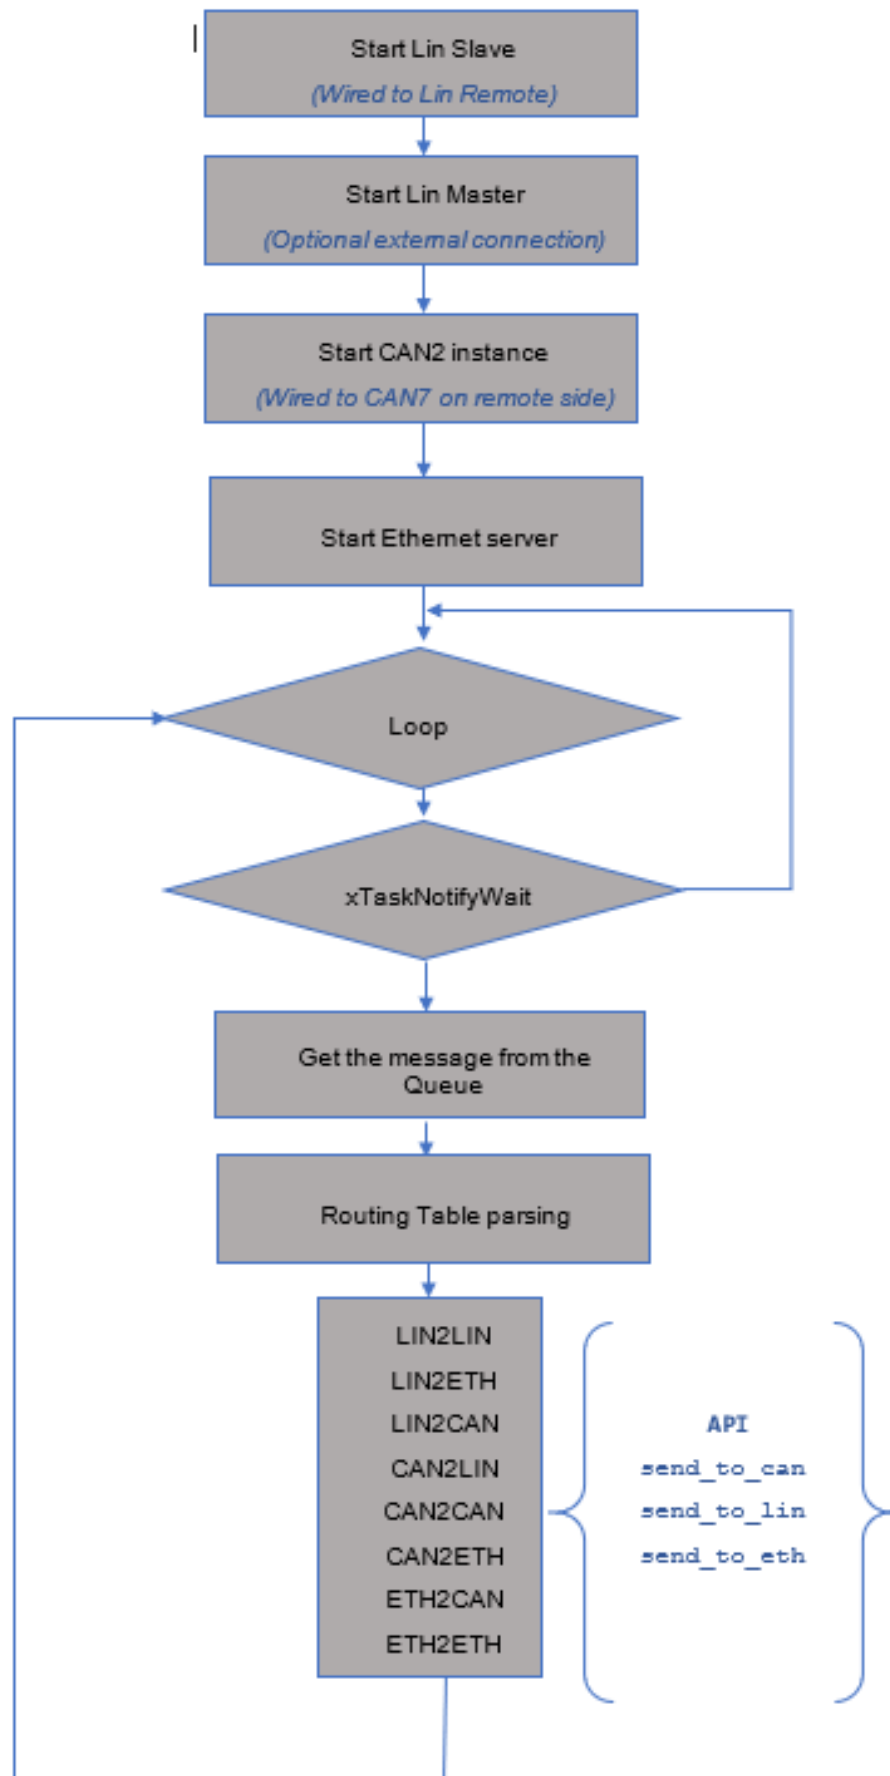 Start Lin Slave
(Wired to Lin Remote)
Start Lin Master
(Optional external connection)
Start CAN2 instance
(Wired to CAN7 on remote side)
Start Ethernet server
Loop
xTaskNotifyWait
Get the message from the
Queue
Routing Table parsing
LIN2LIN
LIN2ETH
LIN2CAN
CAN2LIN
CAN2CAN
CAN2ETH
ETH2CAN
ETH2ETH
API
send_to_can
send_to_lin
send_to_eth